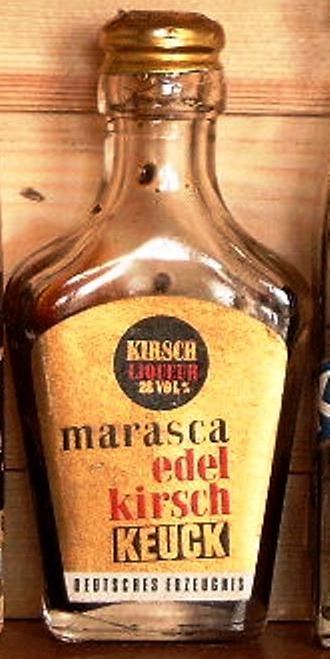 KIRSCH
LIQUEUR
28 VOL%
marasca
edel
kirsch
KEUCK
DEUTSCHES ERZEUGNIS